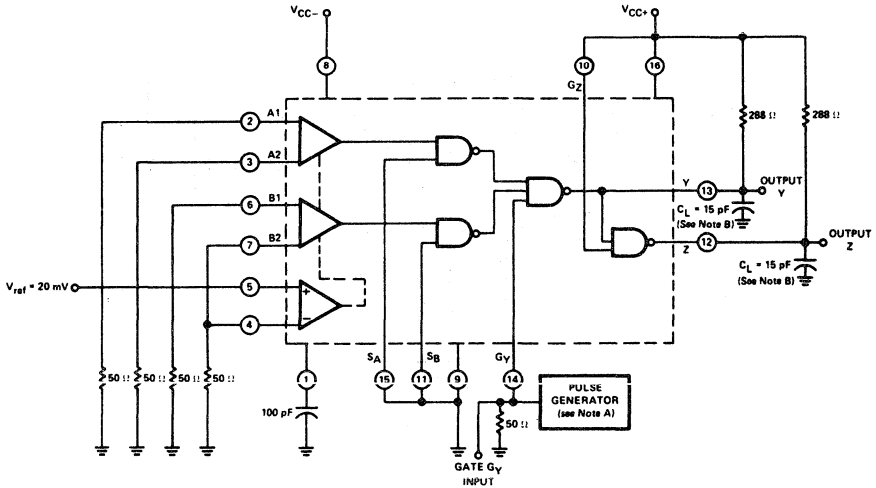 VCC−
VCC+
8
10
16
GZ
288 Ω
288 Ω
2
A1
3
A2
6
B1
7
B2
Vref = 20 mV
5
+
4
−
Y
13
OUTPUT
Y
CL = 15 pF
(See Note B)
Z
12
OUTPUT
Z
CL = 15 pF
(See Note B)
50 Ω
50 Ω
50 Ω
50 Ω
1
100 pF
SA
15
SB
11
9
GY
14
50 Ω
PULSE
GENERATOR
(see Note A)
GATE GY
INPUT